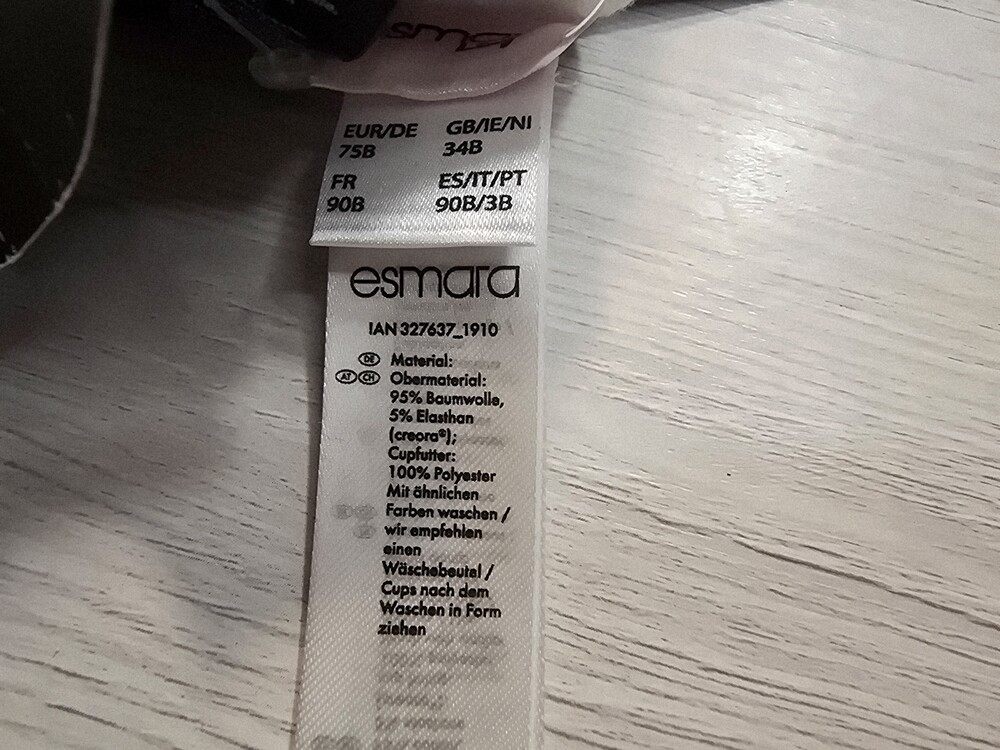 EUR/DE GB/IE/NI
75B 34B
FR ES/IT/PT
90B 90B/3B
esmara
IAN 327637_1910
DE Material:
AT CH Obermaterial:
95% Baumwolle,
5% Elasthan
(creora®);
Cupfutter:
100% Polyester
Mit ähnlichen
Farben waschen /
wir empfehlen
einen
Wäschebeutel /
Cups nach dem
Waschen in Form
ziehen